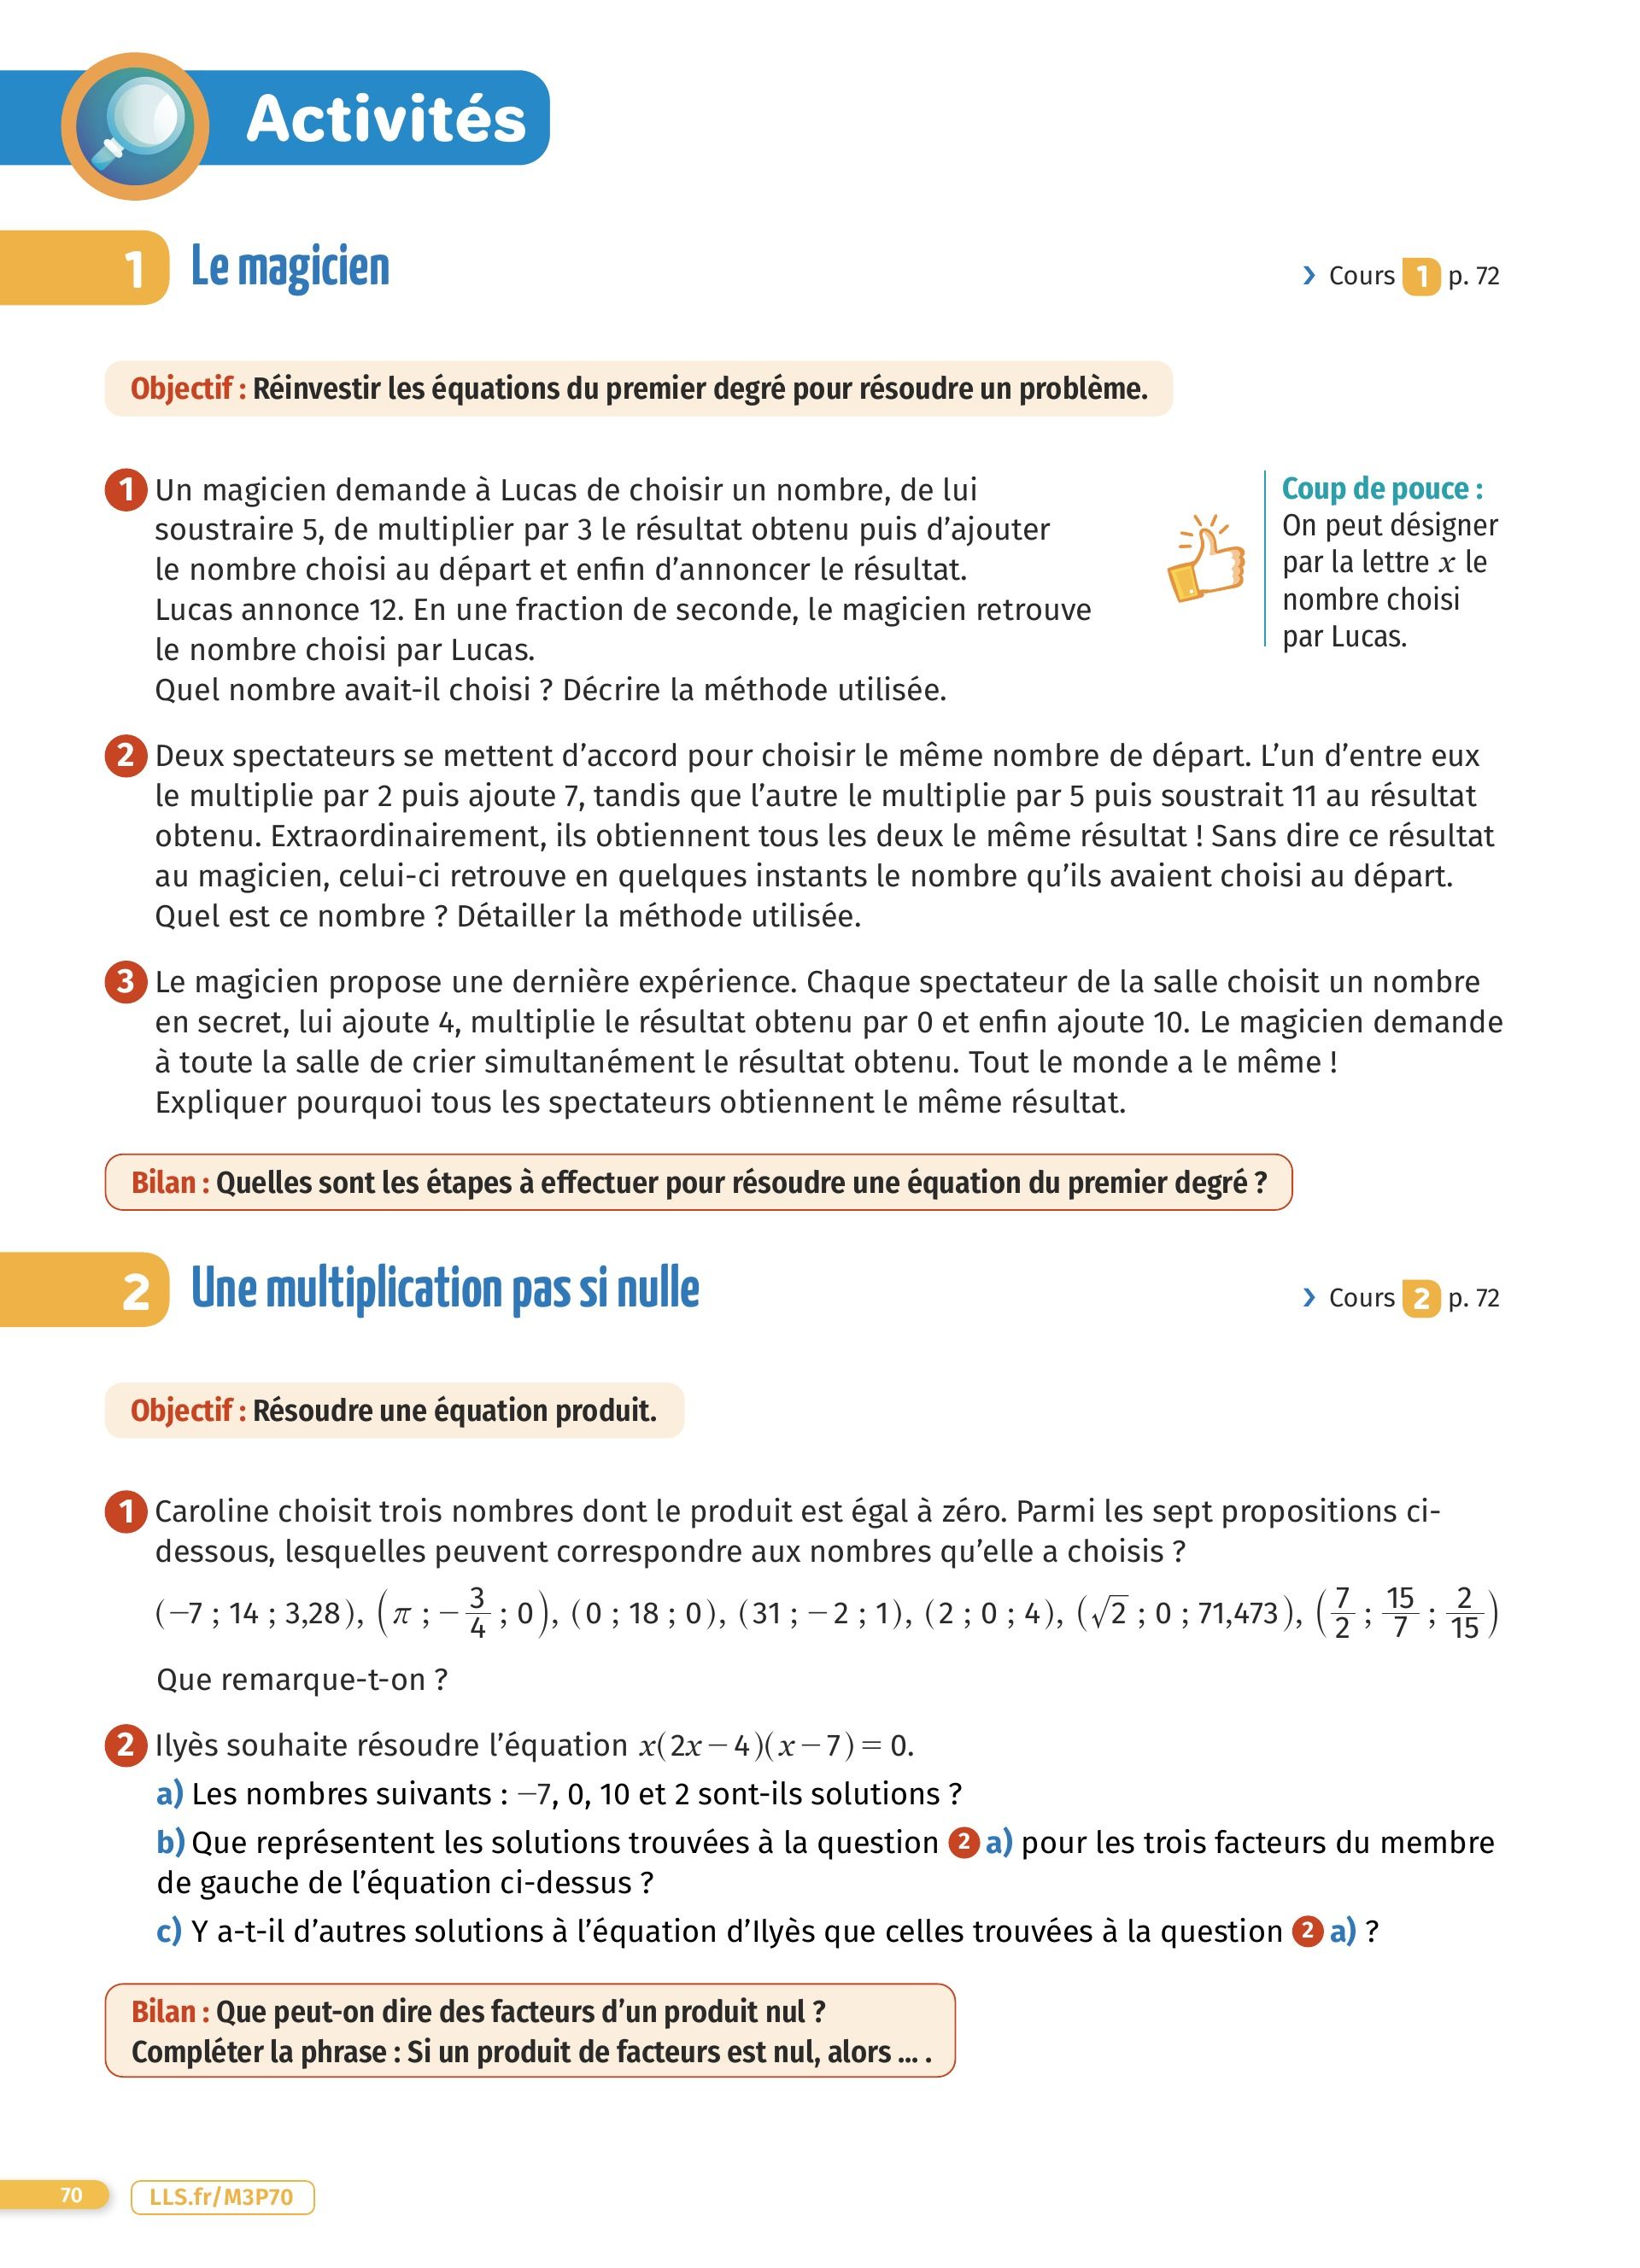 Activités
1 Le magicien
› Cours 1 p. 72
Objectif : Réinvestir les équations du premier degré pour résoudre un problème.
1 Un magicien demande à Lucas de choisir un nombre, de lui
soustraire 5, de multiplier par 3 le résultat obtenu puis d’ajouter
le nombre choisi au départ et enfin d’annoncer le résultat.
Lucas annonce 12. En une fraction de seconde, le magicien retrouve
le nombre choisi par Lucas.
Quel nombre avait-il choisi ? Décrire la méthode utilisée.
Coup de pouce :
On peut désigner
par la lettre x le
nombre choisi
par Lucas.
2 Deux spectateurs se mettent d’accord pour choisir le même nombre de départ. L’un d’entre eux
le multiplie par 2 puis ajoute 7, tandis que l’autre le multiplie par 5 puis soustrait 11 au résultat
obtenu. Extraordinairement, ils obtiennent tous les deux le même résultat ! Sans dire ce résultat
au magicien, celui-ci retrouve en quelques instants le nombre qu’ils avaient choisi au départ.
Quel est ce nombre ? Détailler la méthode utilisée.
3 Le magicien propose une dernière expérience. Chaque spectateur de la salle choisit un nombre
en secret, lui ajoute 4, multiplie le résultat obtenu par 0 et enfin ajoute 10. Le magicien demande
à toute la salle de crier simultanément le résultat obtenu. Tout le monde a le même !
Expliquer pourquoi tous les spectateurs obtiennent le même résultat.
Bilan : Quelles sont les étapes à effectuer pour résoudre une équation du premier degré ?
2 Une multiplication pas si nulle
› Cours 2 p. 72
Objectif : Résoudre une équation produit.
1 Caroline choisit trois nombres dont le produit est égal à zéro. Parmi les sept propositions ci-
dessous, lesquelles peuvent correspondre aux nombres qu’elle a choisis ?
(−7 ; 14 ; 3,28), (π ; −3/4 ; 0), (0 ; 18 ; 0), (31 ; −2 ; 1), (2 ; 0 ; 4), (√2 ; 0 ; 71,473), (7/2 ; 15/7 ; 2/15)
Que remarque-t-on ?
2 Ilyès souhaite résoudre l’équation x(2x − 4)(x − 7) = 0.
a) Les nombres suivants : −7, 0, 10 et 2 sont-ils solutions ?
b) Que représentent les solutions trouvées à la question 2 a) pour les trois facteurs du membre
de gauche de l’équation ci-dessus ?
c) Y a-t-il d’autres solutions à l’équation d’Ilyès que celles trouvées à la question 2 a) ?
Bilan : Que peut-on dire des facteurs d’un produit nul ?
Compléter la phrase : Si un produit de facteurs est nul, alors ... .
70
LLS.fr/M3P70